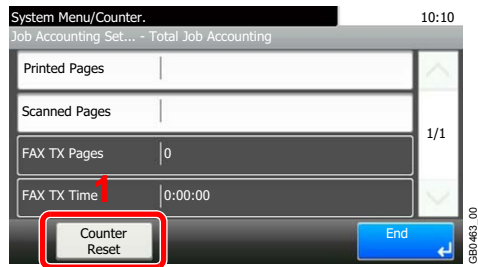 System Menu/Counter.
10:10
Job Accounting Set... - Total Job Accounting
Printed Pages
Scanned Pages
1/1
FAX TX Pages
0
FAX TX Time
0:00:00
1
Counter
Reset
End
GB0463_00